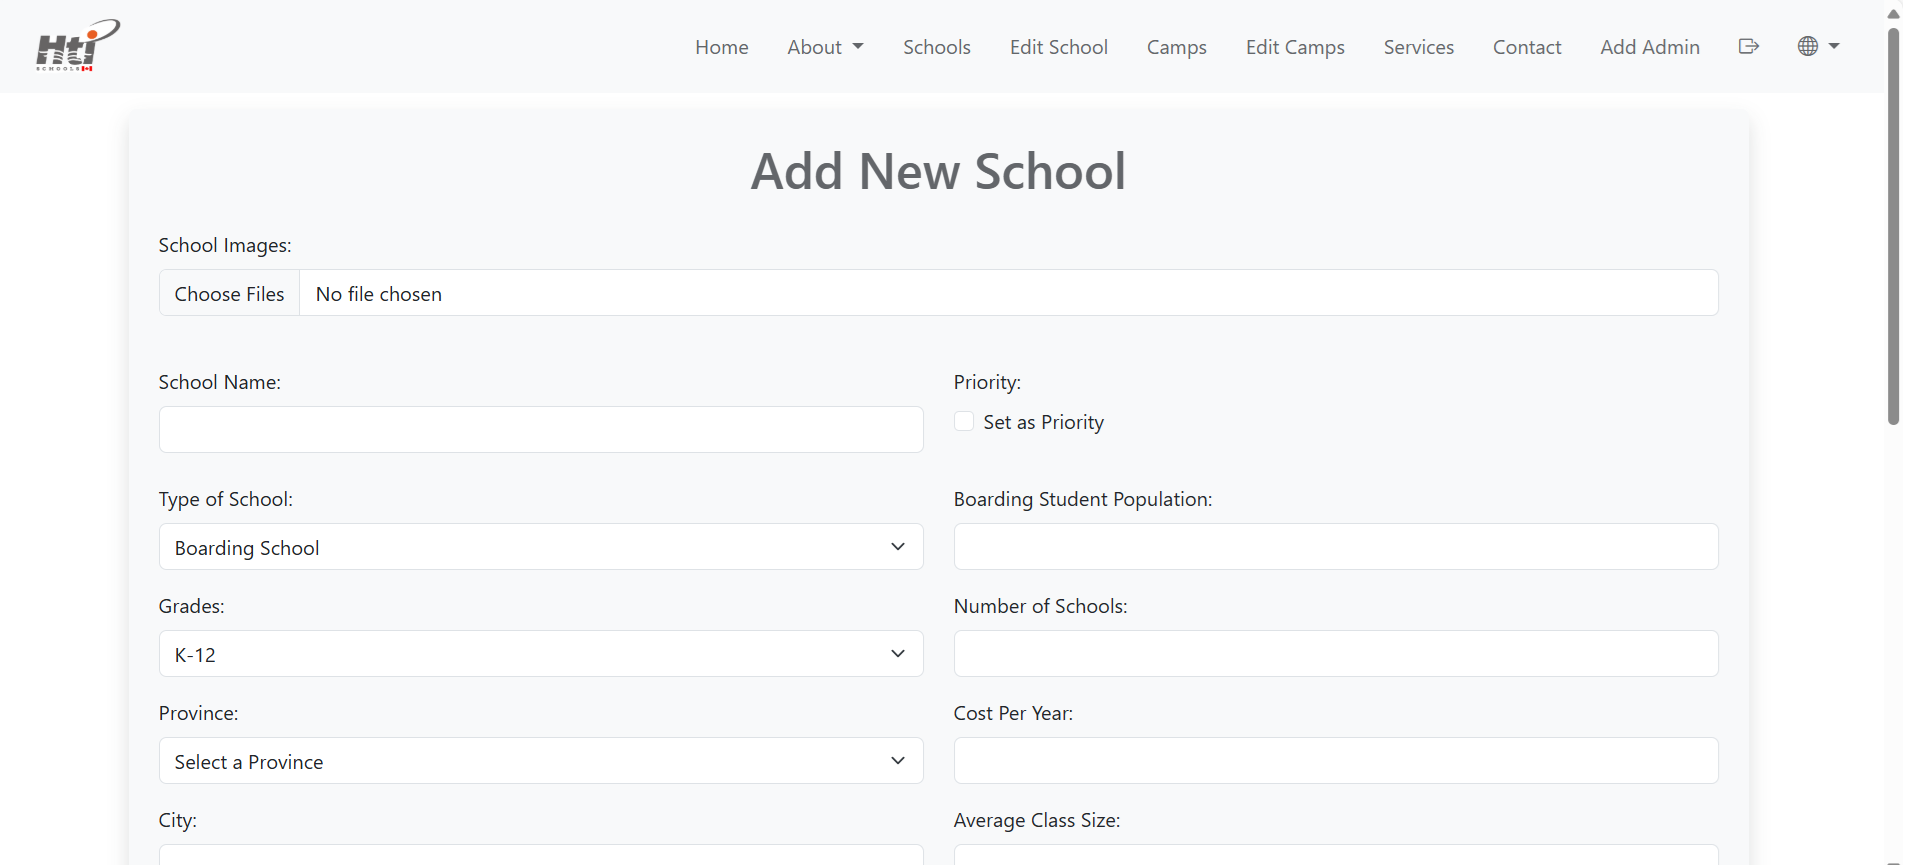 Hti
SCHOOLS
Home About Schools Edit School Camps Edit Camps Services Contact Add Admin
Add New School
School Images:
Choose Files No file chosen
School Name:
Priority:
Set as Priority
Type of School:
Boarding School
Boarding Student Population:
Grades:
K-12
Number of Schools:
Province:
Select a Province
Cost Per Year:
City:
Average Class Size: